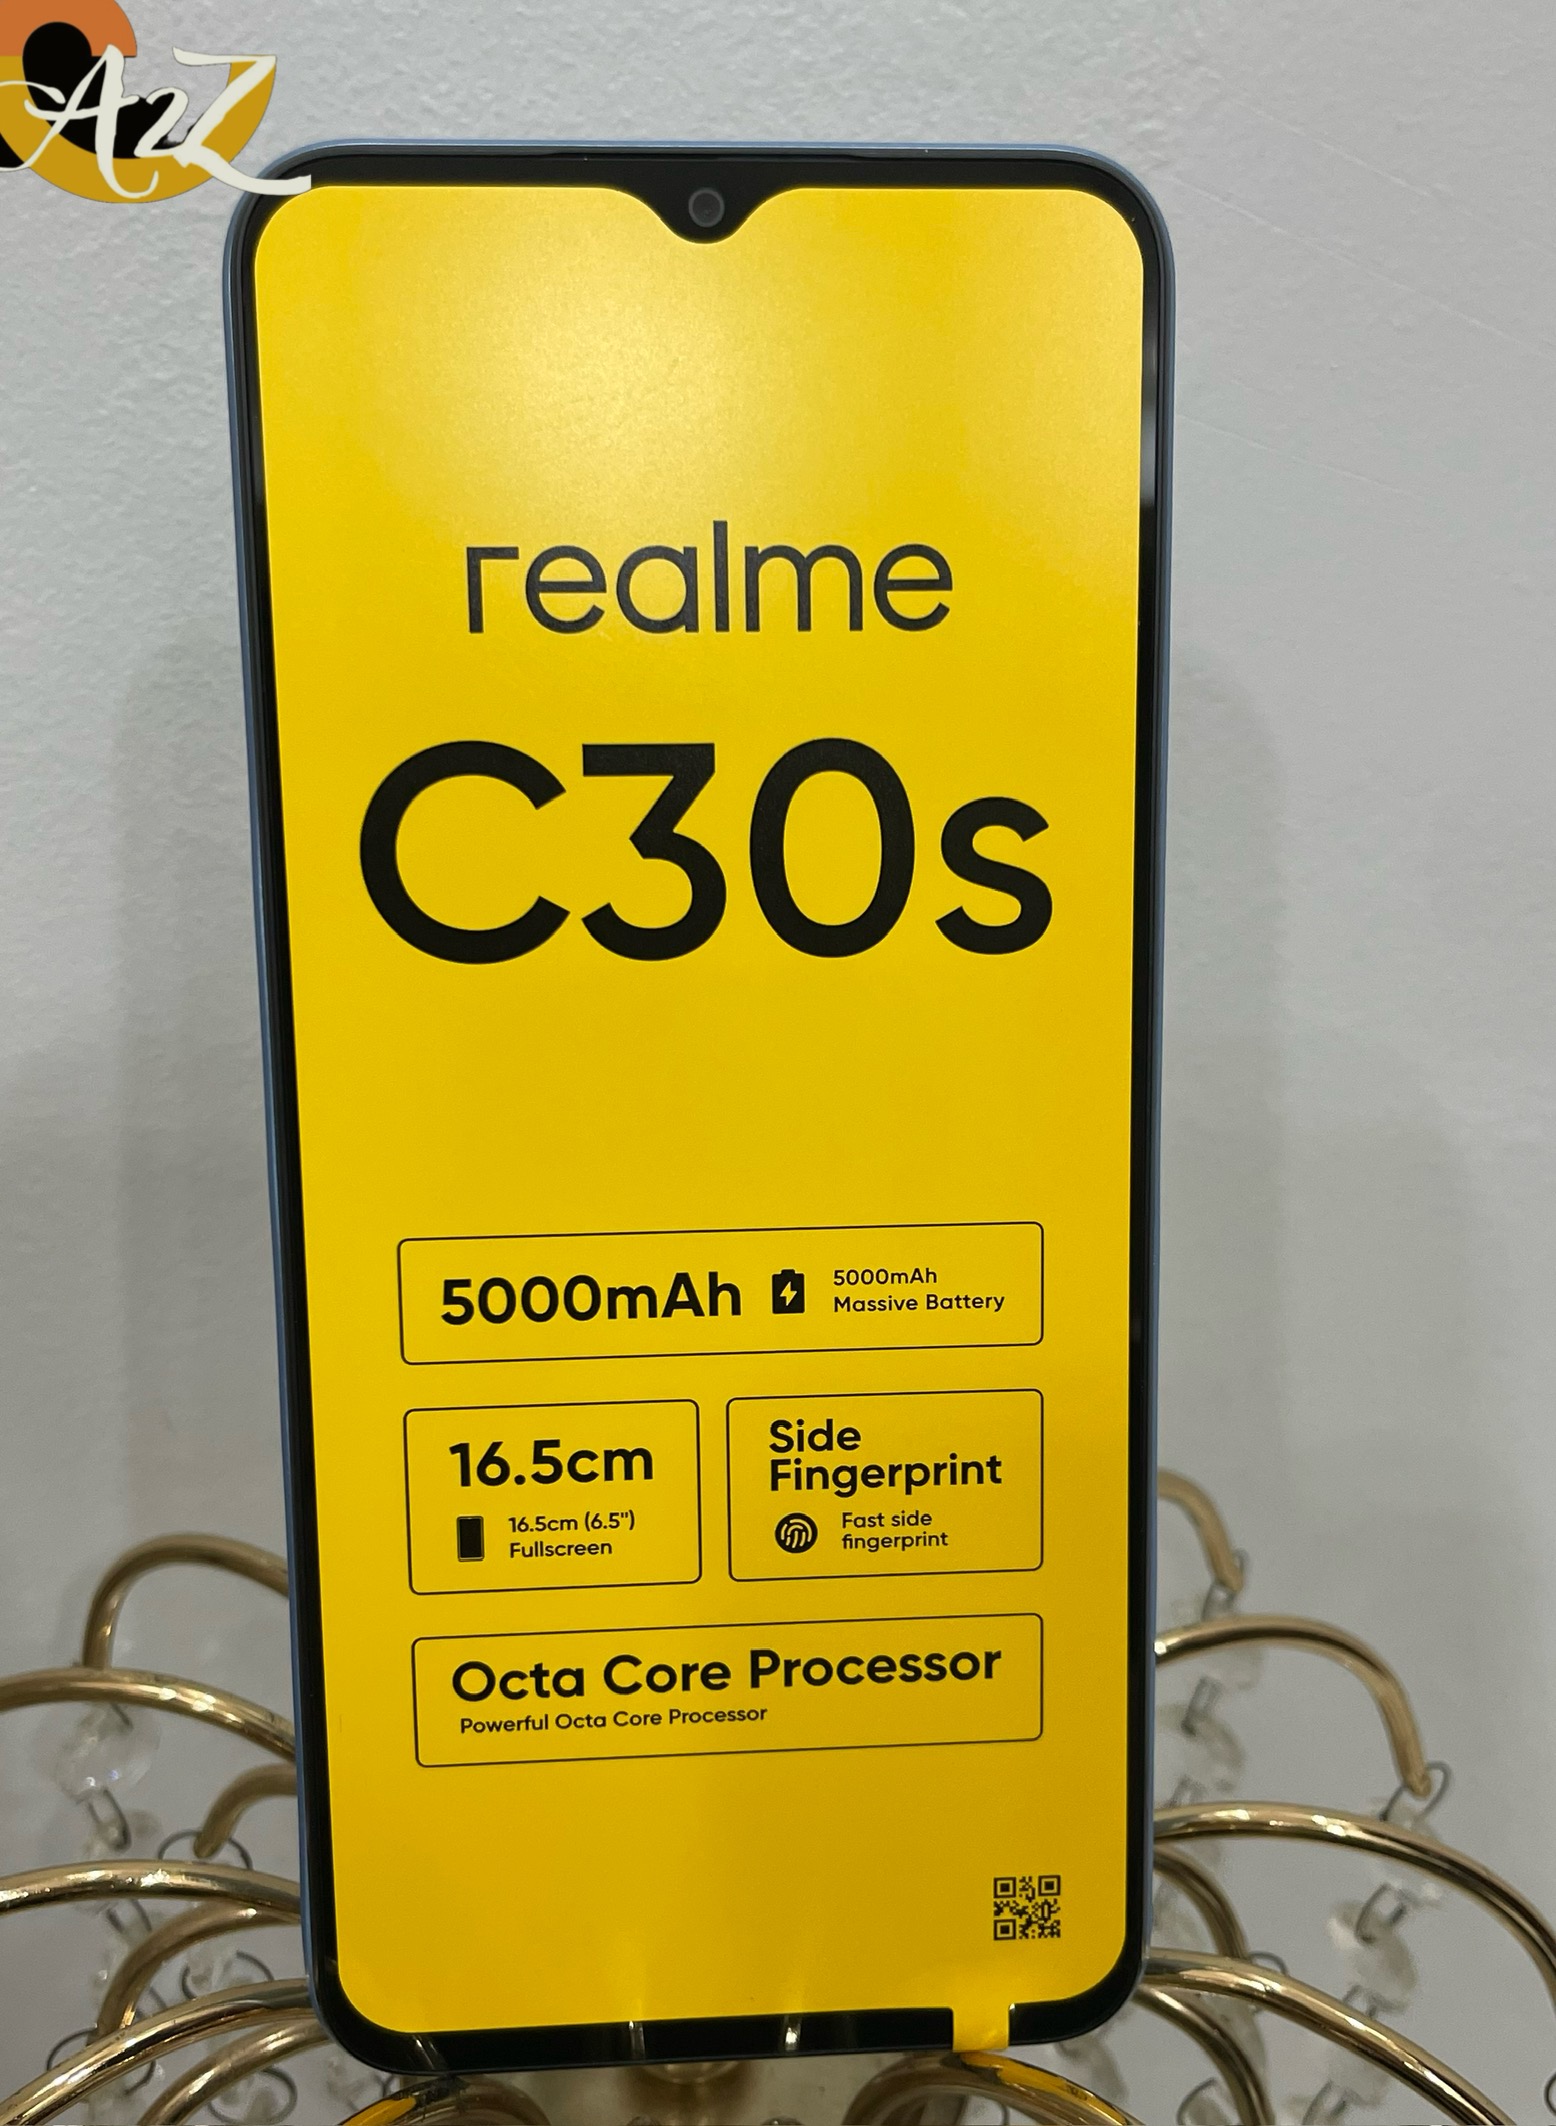 A2Z
realme
C30s
5000mAh
5000mAh
Massive Battery
16.5cm
16.5cm (6.5")
Fullscreen
Side
Fingerprint
Fast side
fingerprint
Octa Core Processor
Powerful Octa Core Processor